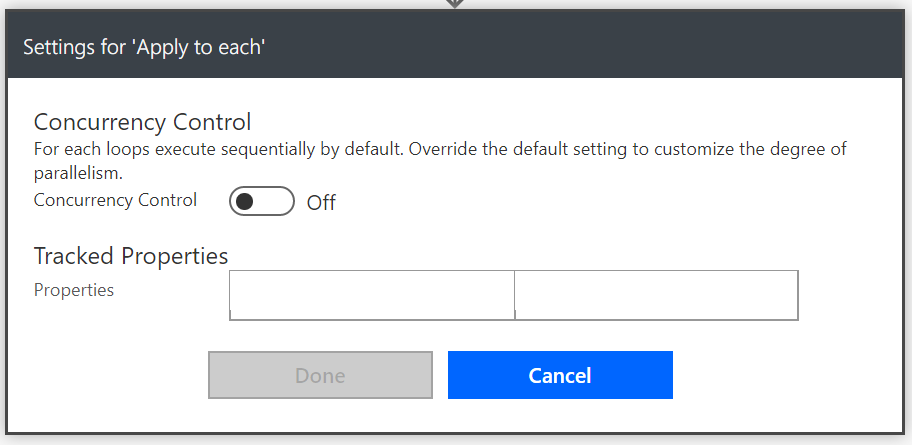 Settings for 'Apply to each'
Concurrency Control
For each loops execute sequentially by default. Override the default setting to customize the degree of
parallelism.
Concurrency Control Off
Tracked Properties
Properties
Done Cancel